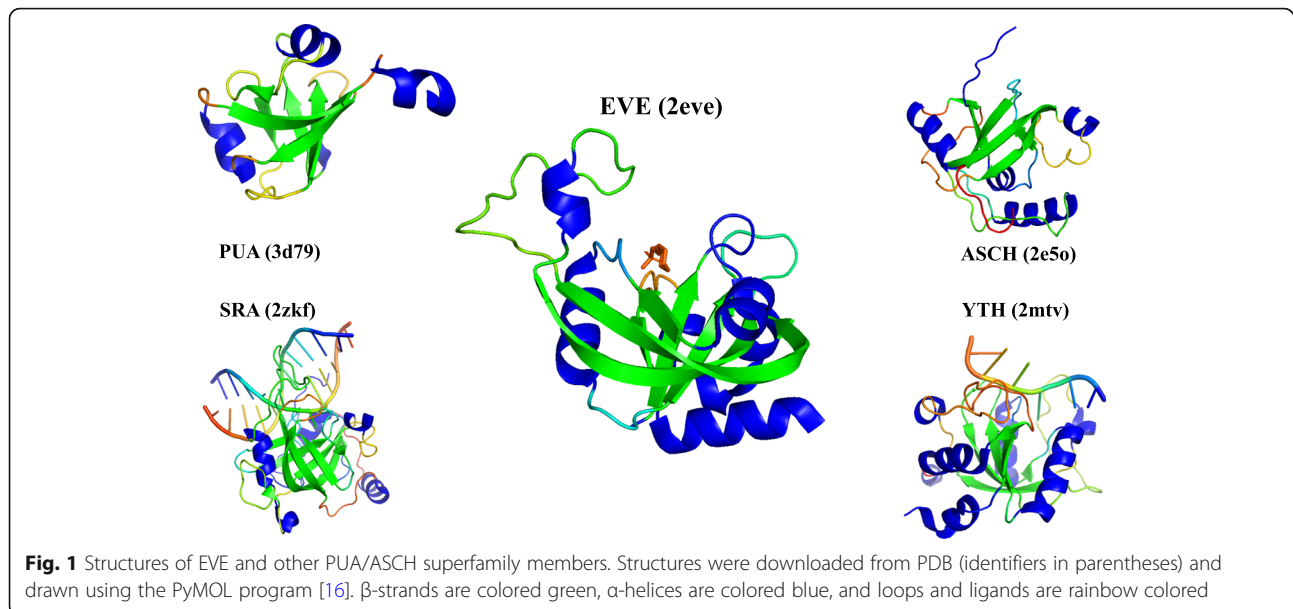 EVE (2eve)
PUA (3d79)
ASCH (2e5o)
SRA (2zkf)
YTH (2mtv)
Fig. 1 Structures of EVE and other PUA/ASCH superfamily members. Structures were downloaded from PDB (identifiers in parentheses) and
drawn using the PyMOL program [16]. β-strands are colored green, α-helices are colored blue, and loops and ligands are rainbow colored